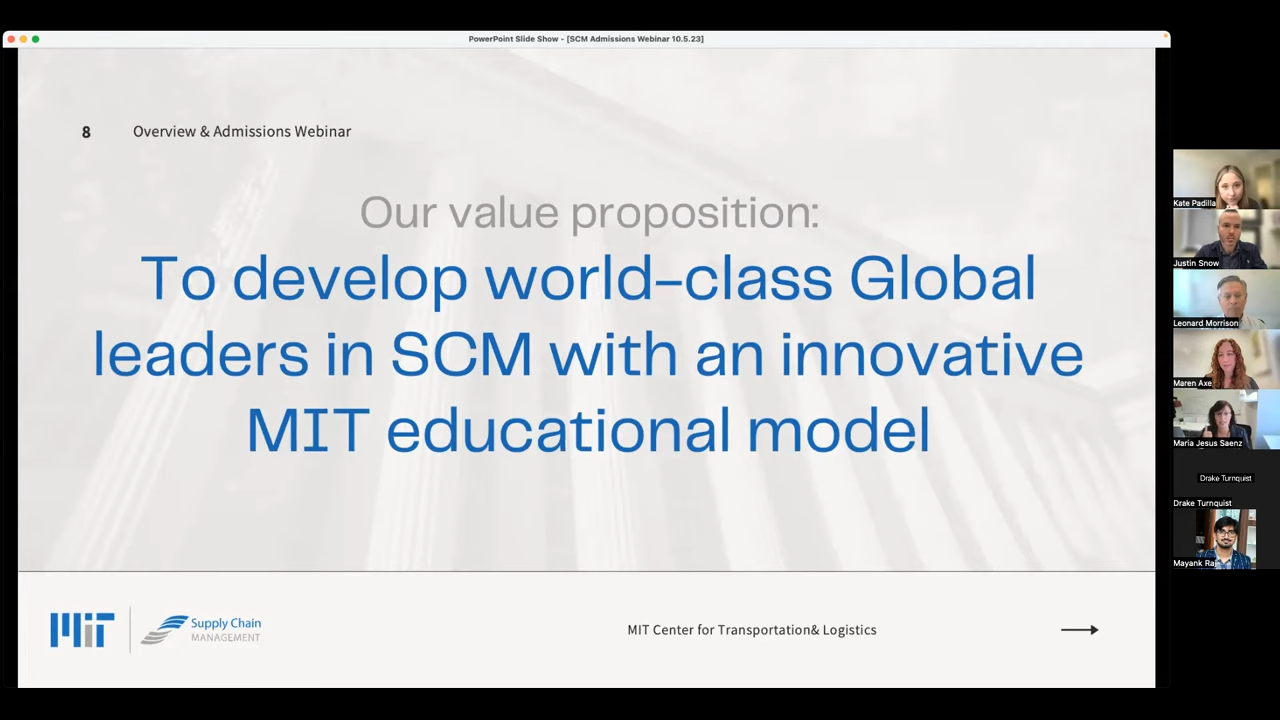 PowerPoint Slide Show - [SCM Admissions Webinar 10.5.23]
8 Overview & Admissions Webinar
Our value proposition:
To develop world-class Global
leaders in SCM with an innovative
MIT educational model
MIT
Supply Chain
MANAGEMENT
MIT Center for Transportation& Logistics
Kate Padilla
Justin Snow
Leonard Morrison
Maren Axe
Maria Jesus Saenz
Drake Turnquist
Drake Turnquist
Mayank Raj